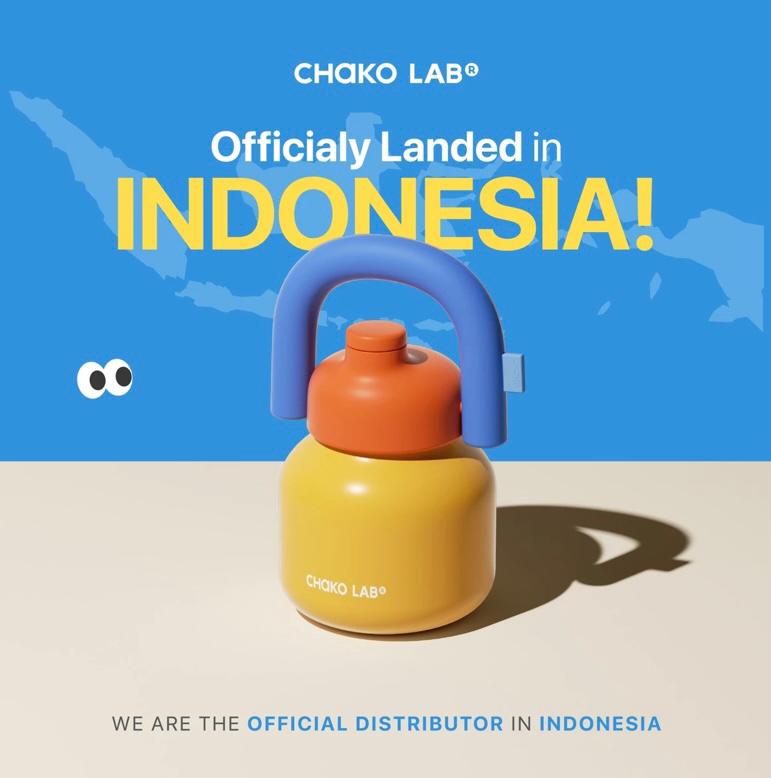 CHaKO LAB®
Officialy Landed in
INDONESIA!
CHaKO LAB®
WE ARE THE OFFICIAL DISTRIBUTOR IN INDONESIA